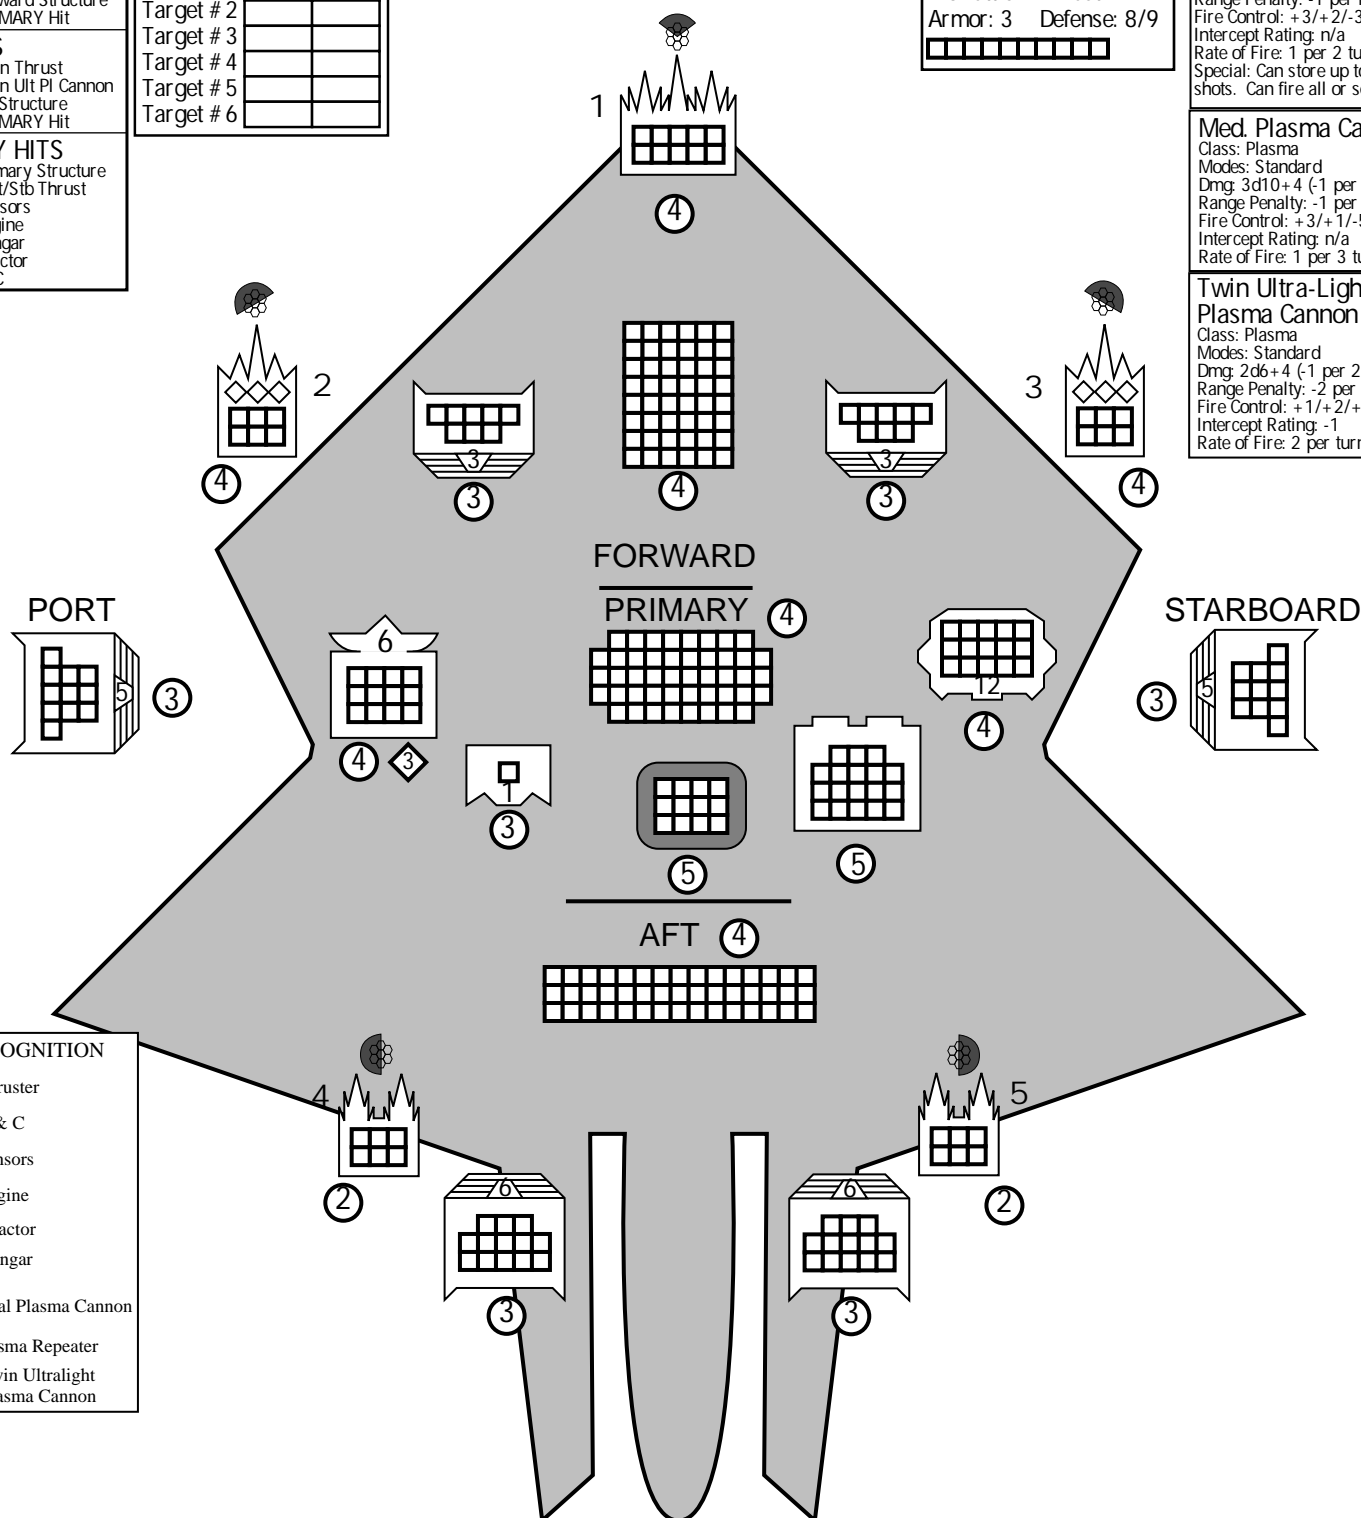 MARY Hit
n Thrust
n Ult Pl Cannon
Structure
MARY Hit
Y HITS
mary Structure
t/Stb Thrust
sors
gine
gar
ctor
C
Target # 2
Target # 3
Target # 4
Target # 5
Target # 6
Armor: 3 Defense: 8/9
Fire Control: +3/+2/-3
Intercept Rating: n/a
Rate of Fire: 1 per 2 tu
Special: Can store up to
shots. Can fire all or s
Med. Plasma Ca
Class: Plasma
Modes: Standard
Dmg: 3d10+4 (-1 per
Range Penalty: -1 per
Fire Control: +3/+1/-5
Intercept Rating: n/a
Rate of Fire: 1 per 3 tu
Twin Ultra-Ligh
Plasma Cannon
Class: Plasma
Modes: Standard
Dmg: 2d6+4 (-1 per 2
Range Penalty: -2 per
Fire Control: +1/+2/+
Intercept Rating: -1
Rate of Fire: 2 per turn
1
4
2
3
4
3
3
4
3
3
4
FORWARD
PRIMARY 4
PORT
STARBOARD
5
3
6
4
3
1
3
5
5
12
4
3
5
AFT 4
4
5
2
2
6
3
6
3
OGNITION
ruster
& C
nsors
gine
actor
ngar
al Plasma Cannon
sma Repeater
vin Ultralight
asma Cannon